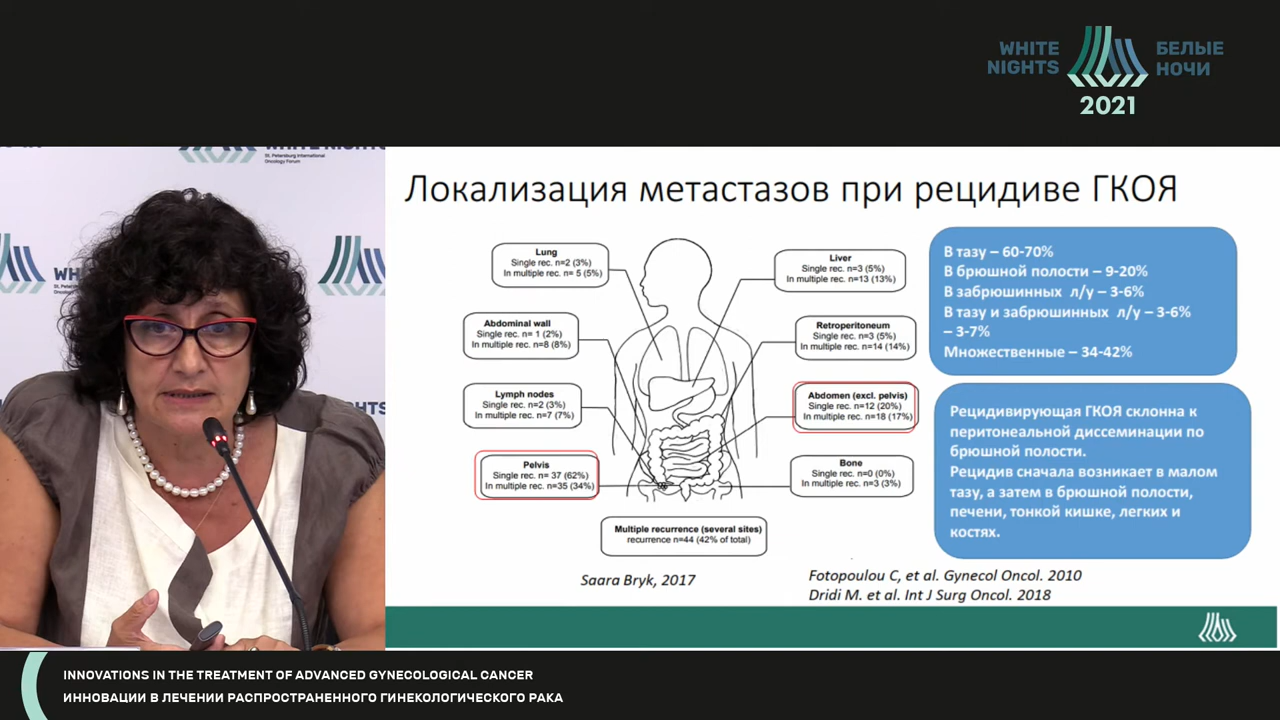 WHITE
NIGHTS
БЕЛЫЕ
НОЧИ
2021
WHITE NIGHTS
St. Petersburg International
Oncology Forum
Локализация метастазов при рецидиве ГКОЯ
Lung
Single rec. n=2 (3%)
In multiple rec. n= 5 (5%)
Liver
Single rec. n=3 (5%)
In multiple rec. n=13 (13%)
Abdominal wall
Single rec. n= 1 (2%)
In multiple rec. n=8 (8%)
Retroperitoneum
Single rec. n=3 (5%)
In multiple rec. n=14 (14%)
Lymph nodes
Single rec. n=2 (3%)
In multiple rec. n=7 (7%)
Abdomen (excl. pelvis)
Single rec. n=12 (20%)
In multiple rec. n=18 (17%)
Pelvis
Single rec. n= 37 (62%)
In multiple rec. n=35 (34%)
Bone
Single rec. n=0 (0%)
In multiple rec. n=3 (3%)
Multiple recurrence (several sites)
recurrence n=44 (42% of total)
В тазу – 60-70%
В брюшной полости – 9-20%
В забрюшинных л/у – 3-6%
В тазу и забрюшинных л/у – 3-6%
– 3-7%
Множественные – 34-42%
Рецидивирующая ГКОЯ склонна к
перитонеальной диссеминации по
брюшной полости.
Рецидив сначала возникает в малом
тазу, а затем в брюшной полости,
печени, тонкой кишке, легких и
костях.
Saara Bryk, 2017
Fotopoulou C, et al. Gynecol Oncol. 2010
Dridi M. et al. Int J Surg Oncol. 2018
INNOVATIONS IN THE TREATMENT OF ADVANCED GYNECOLOGICAL CANCER
ИННОВАЦИИ В ЛЕЧЕНИИ РАСПРОСТРАНЕННОГО ГИНЕКОЛОГИЧЕСКОГО РАКА